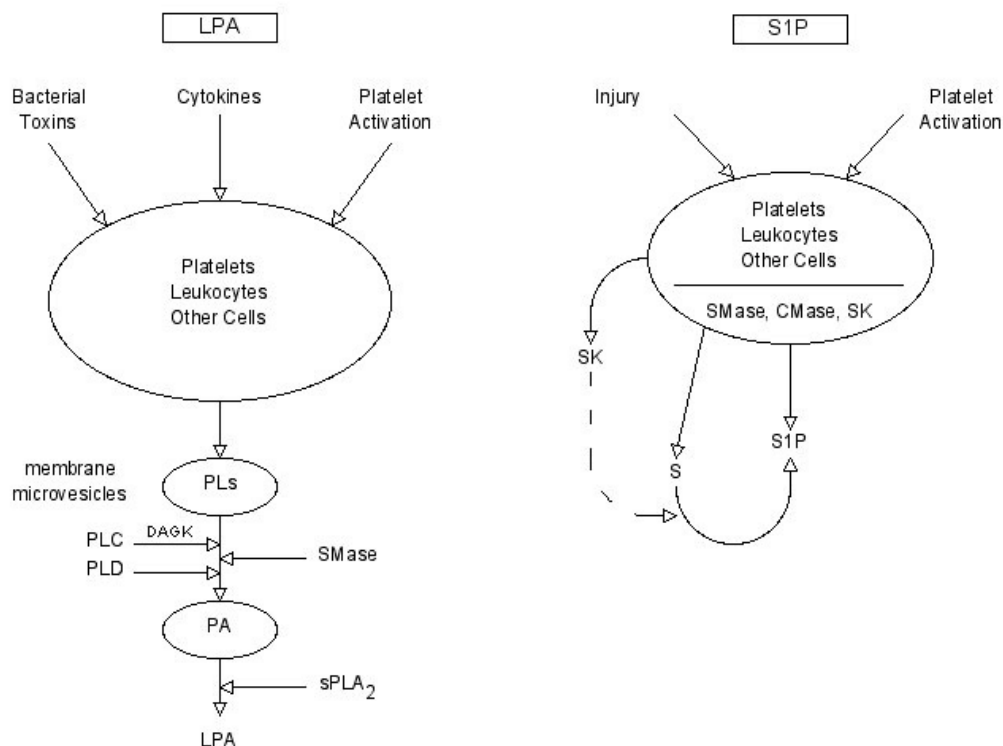 LPA
Bacterial
Toxins
Cytokines
Platelet
Activation
Platelets
Leukocytes
Other Cells
membrane
microvesicles
PLs
PLC
DAGK
SMase
PLD
PA
sPLA2
LPA
S1P
Injury
Platelet
Activation
Platelets
Leukocytes
Other Cells
SMase, CMase, SK
SK
S
S1P